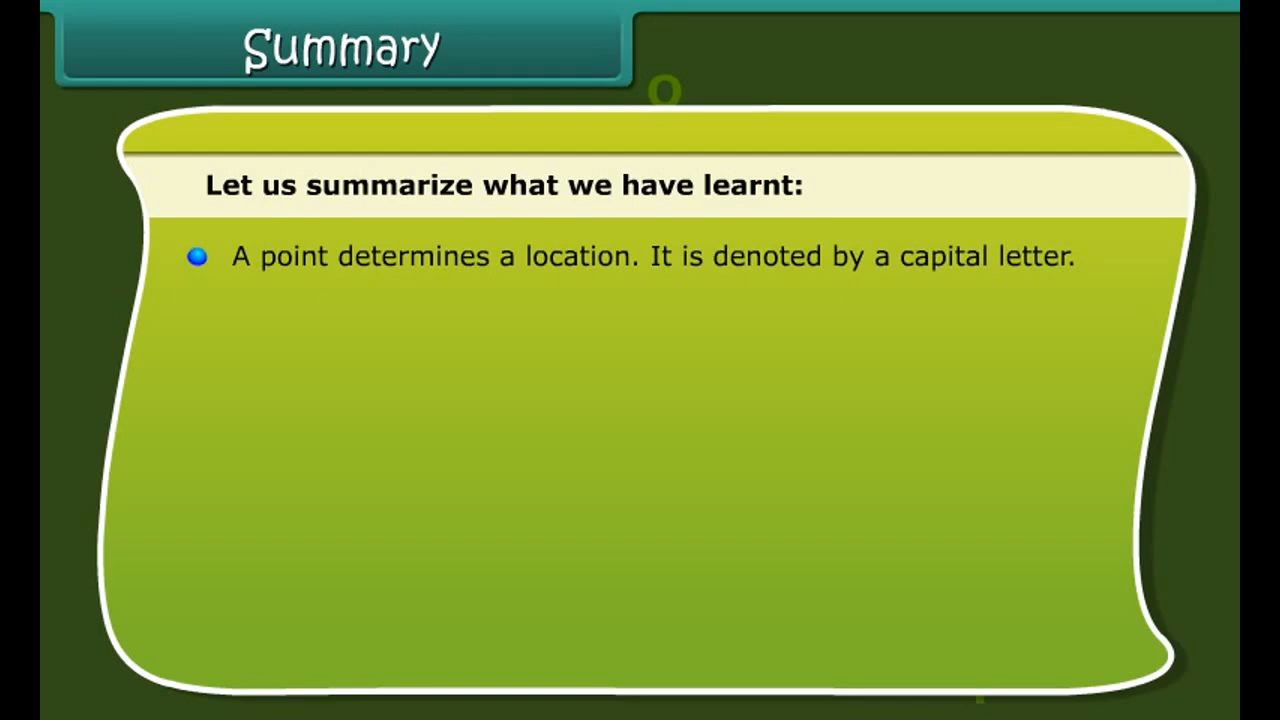 Summary
O
Let us summarize what we have learnt:
A point determines a location. It is denoted by a capital letter.